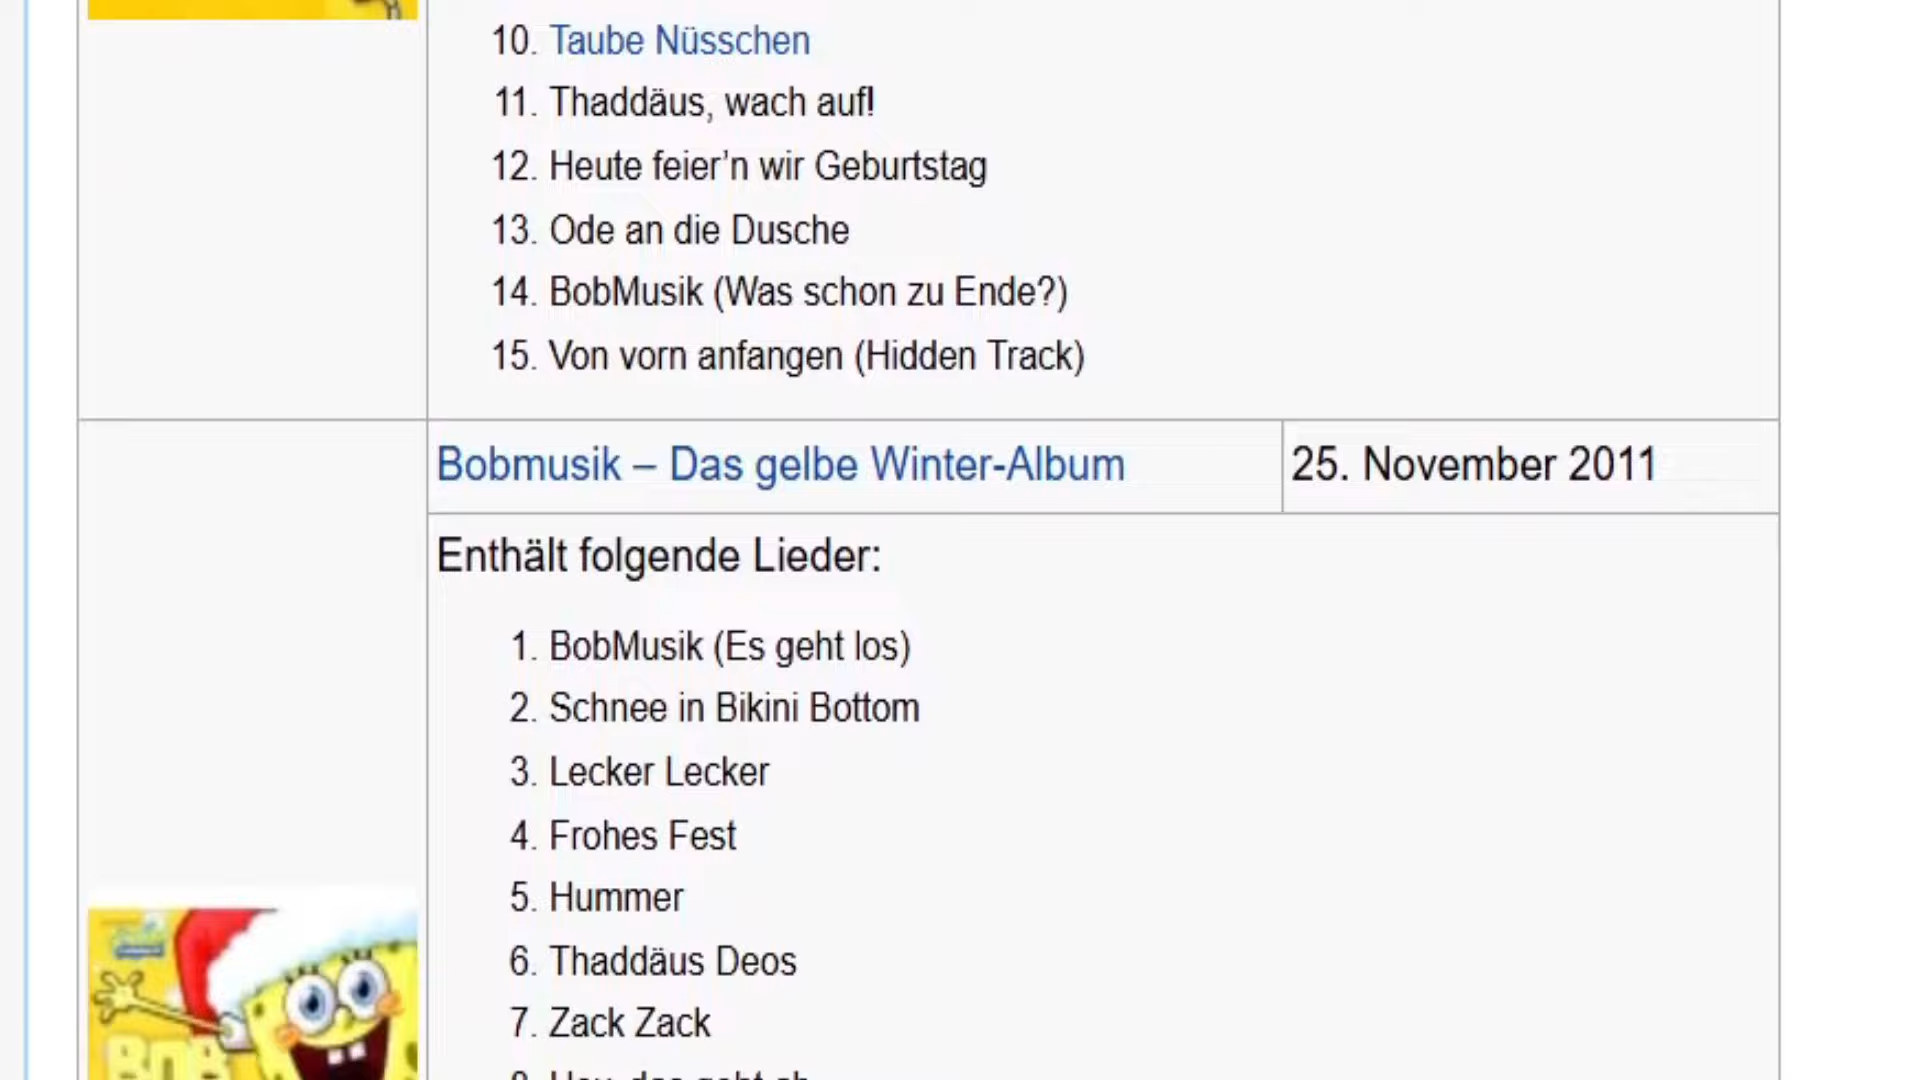 10. Taube Nüsschen
11. Thaddäus, wach auf!
12. Heute feier’n wir Geburtstag
13. Ode an die Dusche
14. BobMusik (Was schon zu Ende?)
15. Von vorn anfangen (Hidden Track)
Bobmusik – Das gelbe Winter-Album
25. November 2011
Enthält folgende Lieder:
1. BobMusik (Es geht los)
2. Schnee in Bikini Bottom
3. Lecker Lecker
4. Frohes Fest
5. Hummer
6. Thaddäus Deos
7. Zack Zack
BOB